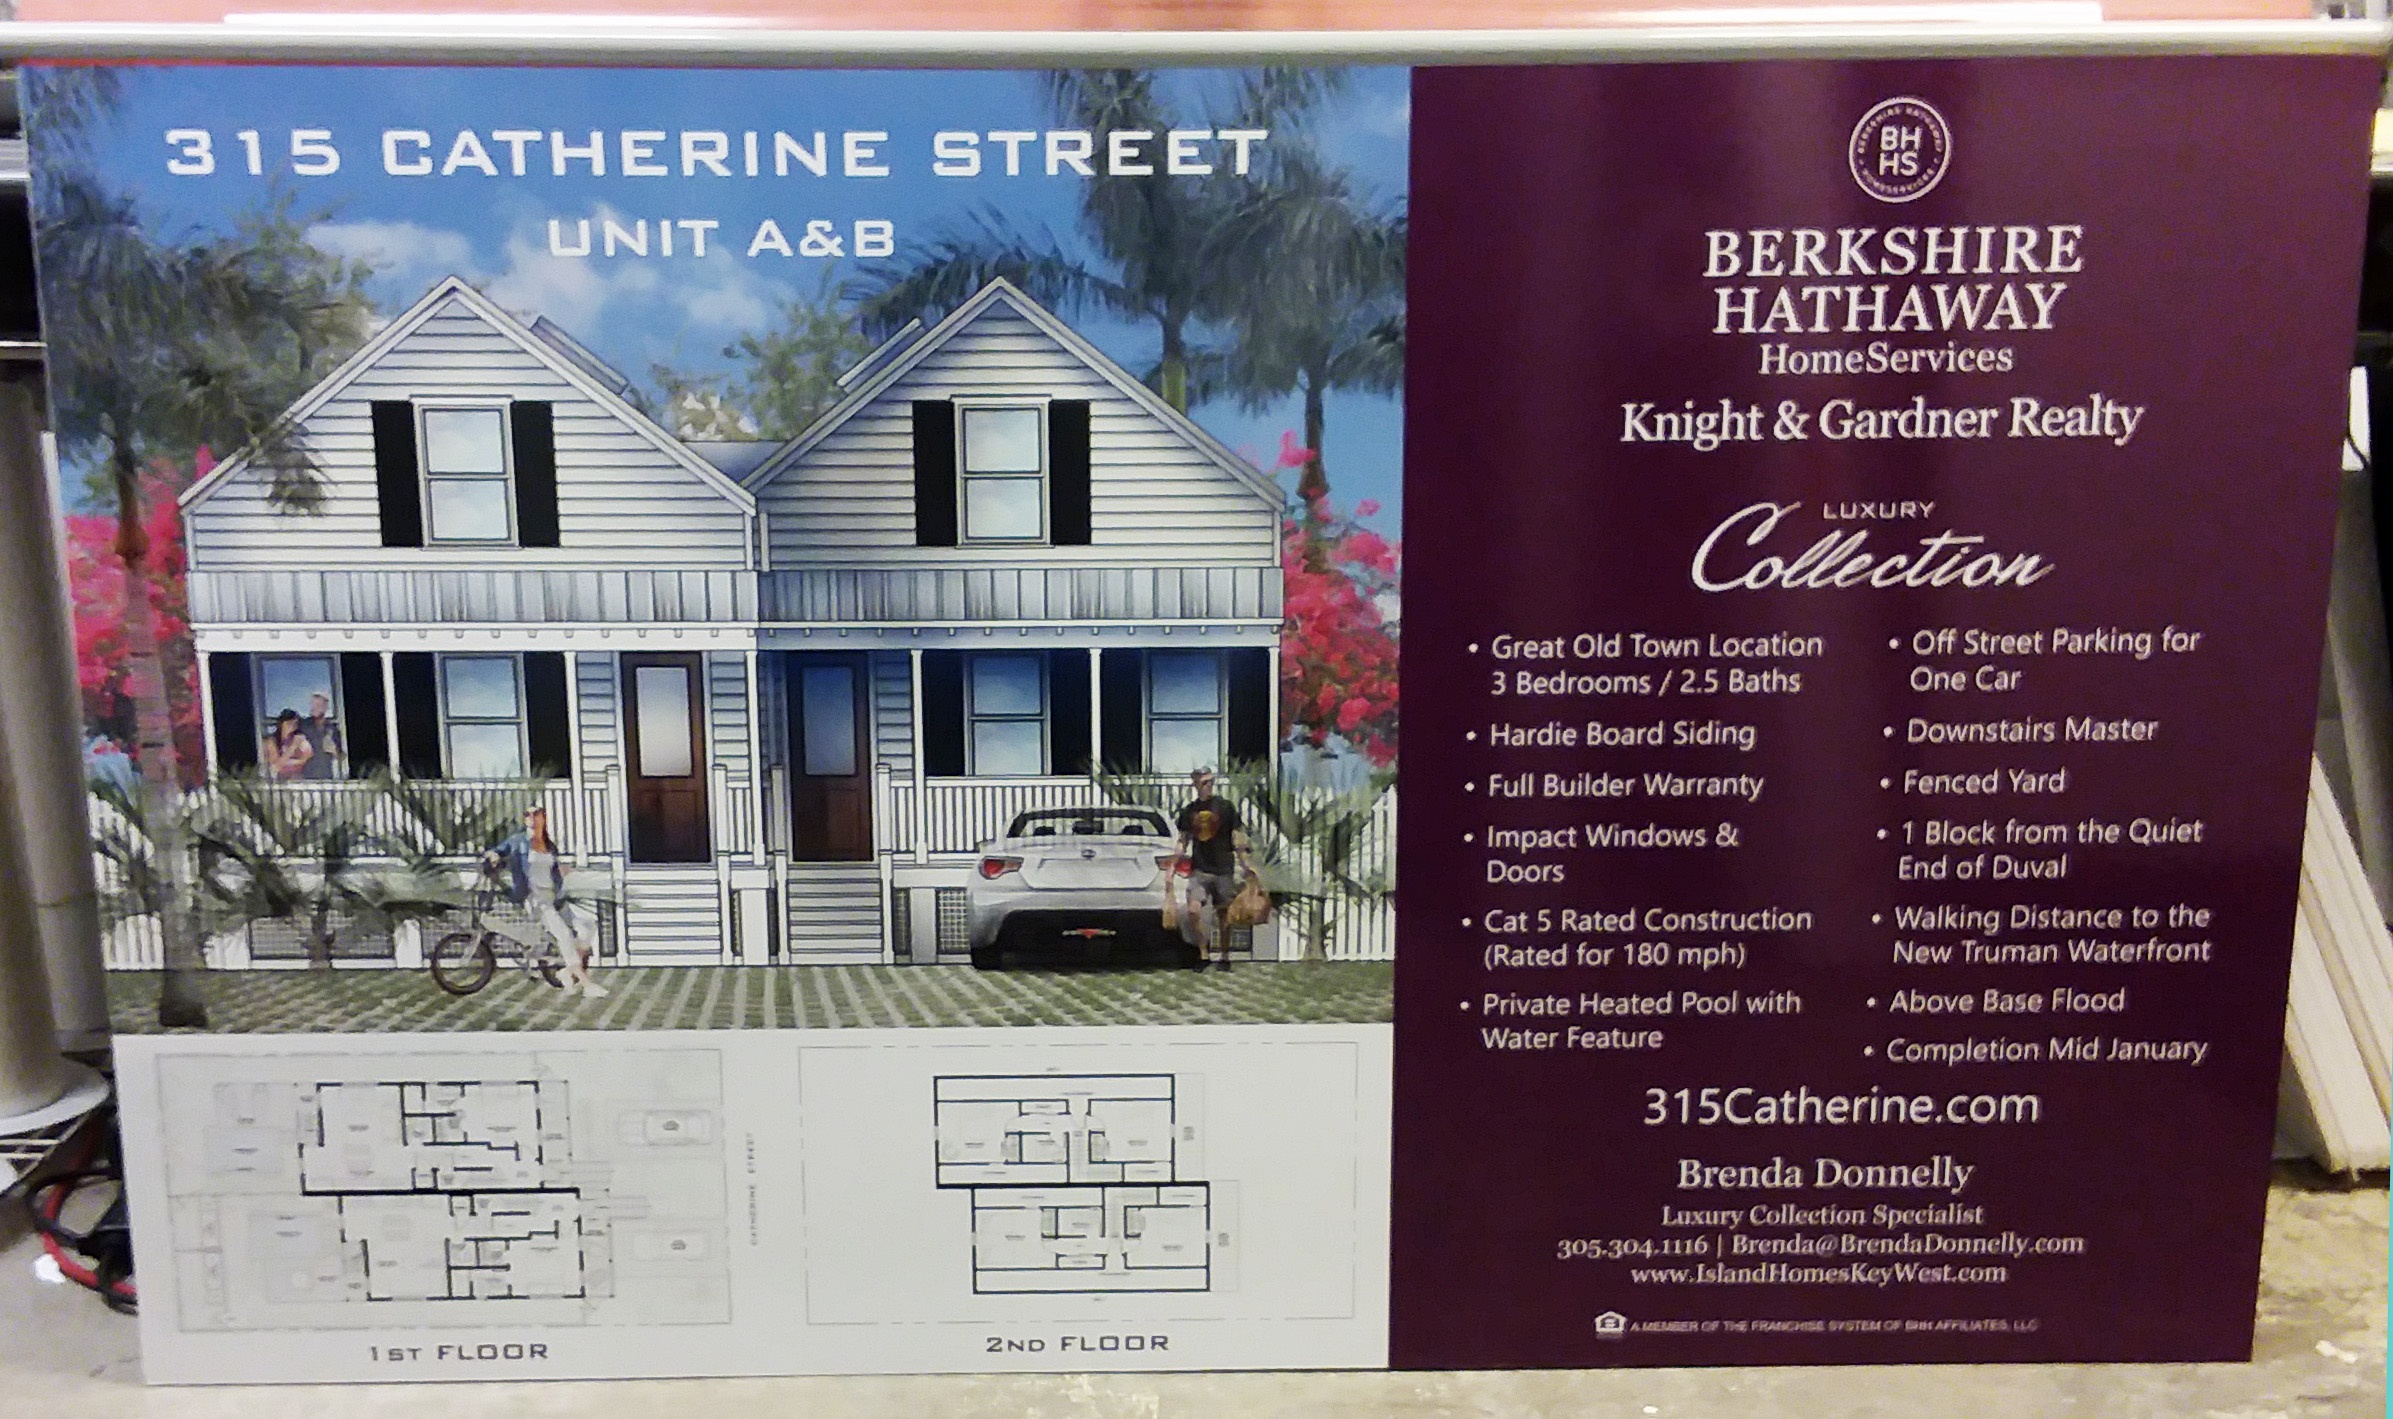 315 CATHERINE STREET
UNIT A&B
1ST FLOOR
CATHERINE STREET
2ND FLOOR
BH
HS
BERKSHIRE HATHAWAY
HOMESERVICES
BERKSHIRE
HATHAWAY
HomeServices
Knight & Gardner Realty
LUXURY
Collection
• Great Old Town Location
3 Bedrooms / 2.5 Baths
• Hardie Board Siding
• Full Builder Warranty
• Impact Windows &
Doors
• Cat 5 Rated Construction
(Rated for 180 mph)
• Private Heated Pool with
Water Feature
• Off Street Parking for
One Car
• Downstairs Master
• Fenced Yard
• 1 Block from the Quiet
End of Duval
• Walking Distance to the
New Truman Waterfront
• Above Base Flood
• Completion Mid January
315Catherine.com
Brenda Donnelly
Luxury Collection Specialist
305.304.1116 | Brenda@BrendaDonnelly.com
www.IslandHomesKeyWest.com
A MEMBER OF THE FRANCHISE SYSTEM OF BHH AFFILIATES, LLC